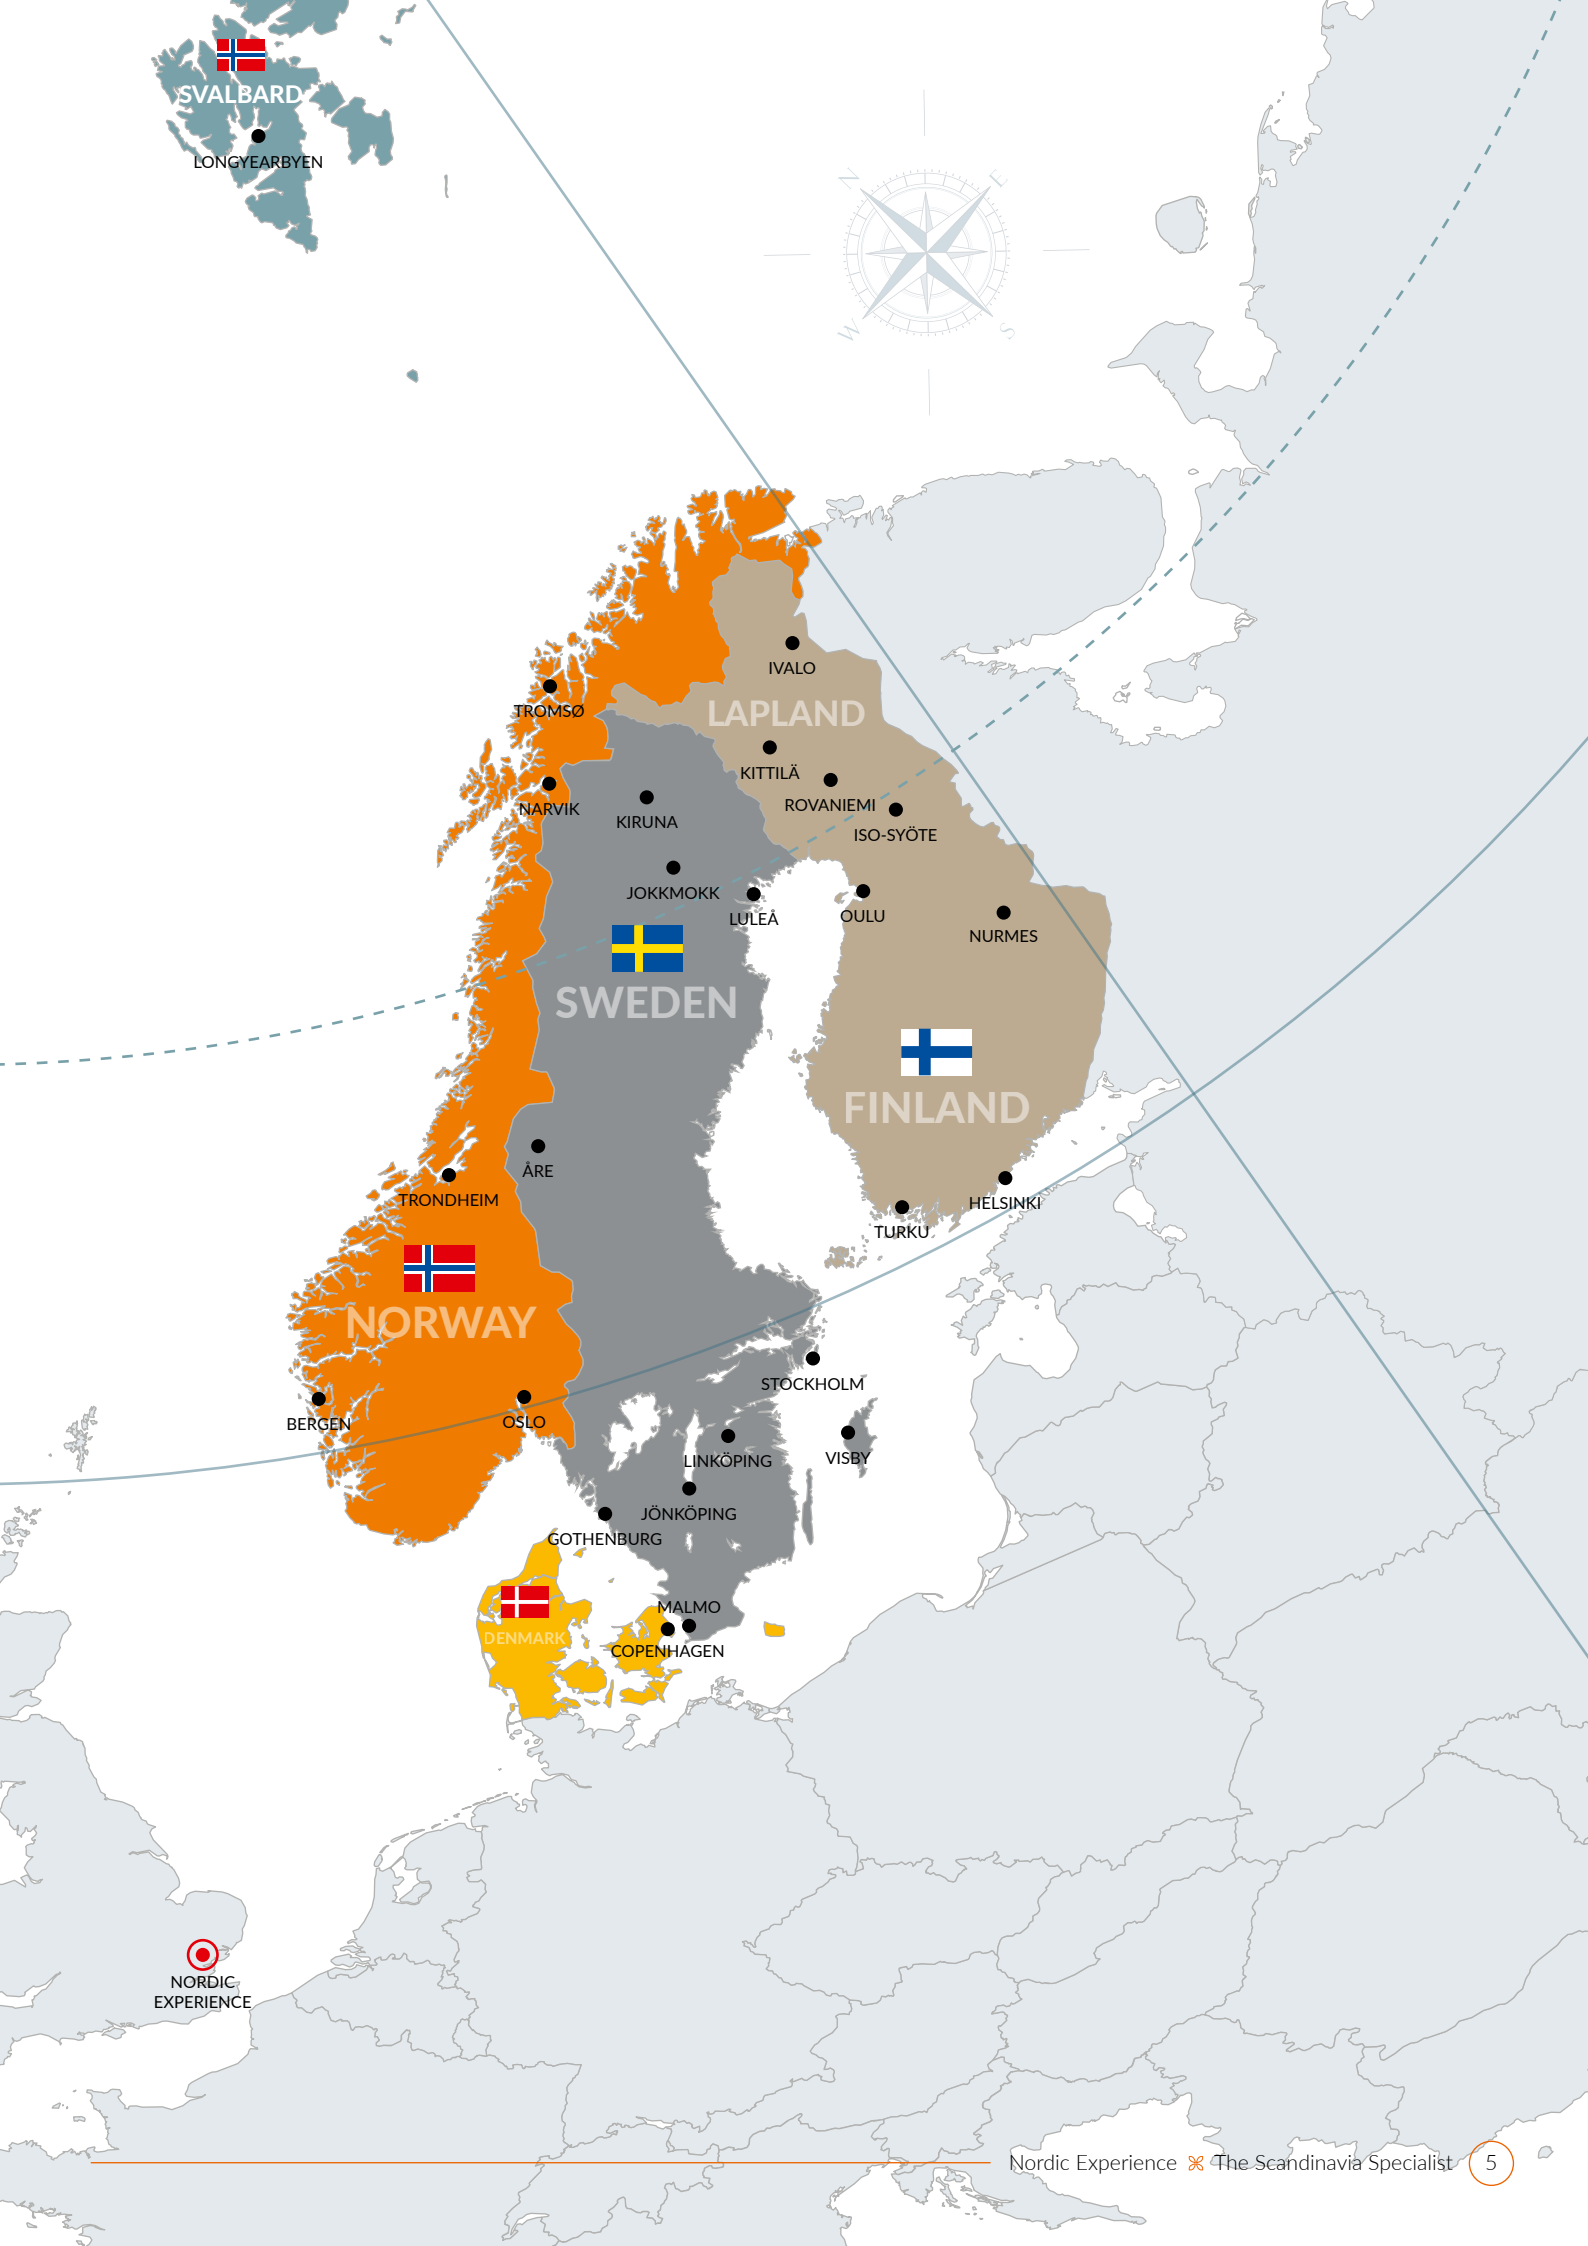 SVALBARD
LONGYEARBYEN
N
E
W
S
IVALO
LAPLAND
TROMSØ
KITTILÄ
NARVIK
ROVANIEMI
KIRUNA
ISO-SYÖTE
JOKKMOKK
LULEÅ
OULU
NURMES
SWEDEN
FINLAND
ÅRE
TRONDHEIM
HELSINKI
TURKU
NORWAY
STOCKHOLM
BERGEN
OSLO
LINKÖPING
VISBY
JÖNKÖPING
GOTHENBURG
MALMO
DENMARK
COPENHAGEN
NORDIC
EXPERIENCE
Nordic Experience The Scandinavia Specialist 5